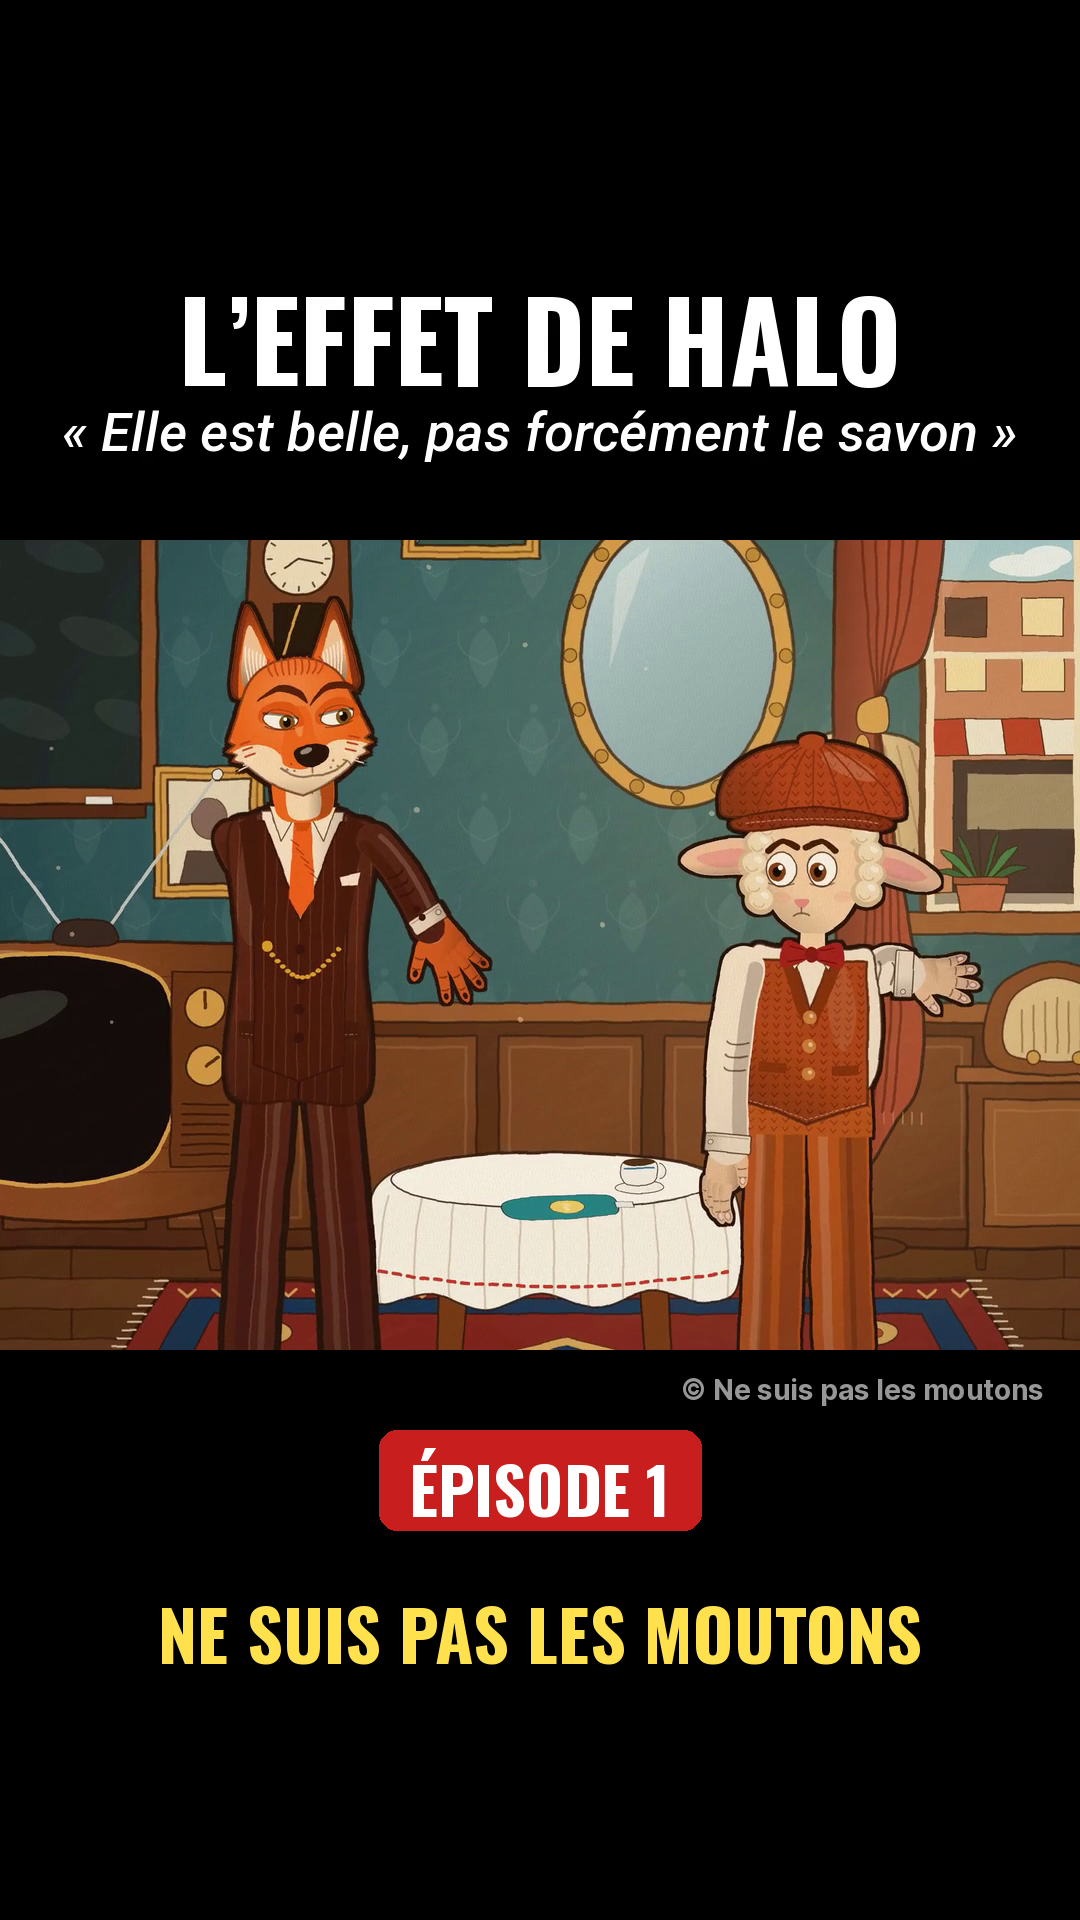 L’EFFET DE HALO
« Elle est belle, pas forcément le savon »
© Ne suis pas les moutons
ÉPISODE 1
NE SUIS PAS LES MOUTONS